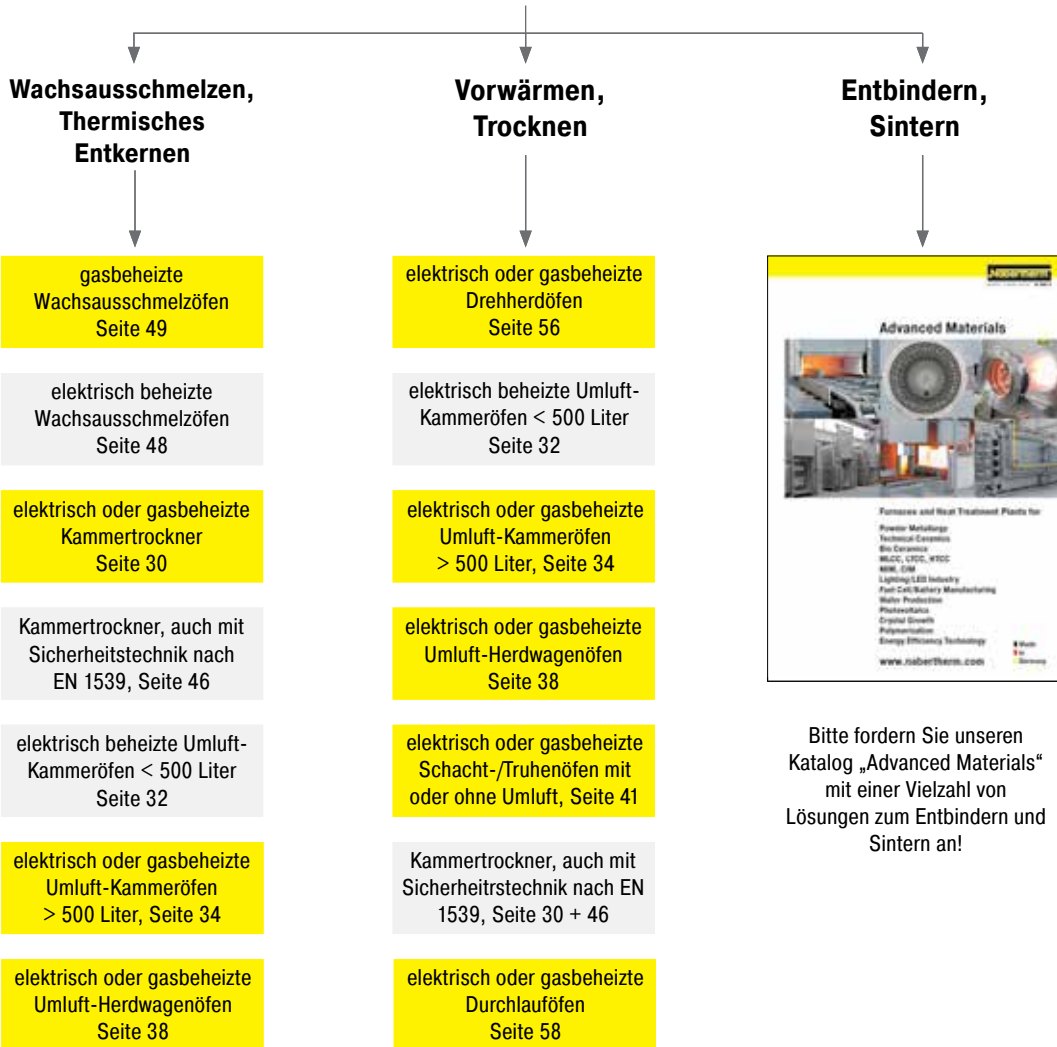 Wachsausschmelzen,
Thermisches
Entkernen
gasbeheizte
Wachsausschmelzöfen
Seite 49
elektrisch beheizte
Wachsausschmelzöfen
Seite 48
elektrisch oder gasbeheizte
Kammertrockner
Seite 30
Kammertrockner, auch mit
Sicherheitstechnik nach
EN 1539, Seite 46
elektrisch beheizte Umluft-
Kammeröfen < 500 Liter
Seite 32
elektrisch oder gasbeheizte
Umluft-Kammeröfen
> 500 Liter, Seite 34
elektrisch oder gasbeheizte
Umluft-Herdwagenöfen
Seite 38
Vorwärmen,
Trocknen
elektrisch oder gasbeheizte
Drehherdöfen
Seite 56
elektrisch beheizte Umluft-
Kammeröfen < 500 Liter
Seite 32
elektrisch oder gasbeheizte
Umluft-Kammeröfen
> 500 Liter, Seite 34
elektrisch oder gasbeheizte
Umluft-Herdwagenöfen
Seite 38
elektrisch oder gasbeheizte
Schacht-/Truhenöfen mit
oder ohne Umluft, Seite 41
Kammertrockner, auch mit
Sicherheitrstechnik nach EN
1539, Seite 30 + 46
elektrisch oder gasbeheizte
Durchlauföfen
Seite 58
Entbindern,
Sintern
Nabertherm
Advanced Materials
Furnaces and Heat Treatment Plants for
Powder Metallurgy
Technical Ceramics
Bio Ceramics
MLCC, LTCC, HTCC
MIM, CIM
Lighting/LED Industry
Fuel Cell/Battery Manufacturing
Wafer Production
Photovoltaics
Crystal Growth
Polymerisation
Energy Efficiency Technology
Made
in
Germany
www.nabertherm.com
Bitte fordern Sie unseren
Katalog „Advanced Materials“
mit einer Vielzahl von
Lösungen zum Entbindern und
Sintern an!